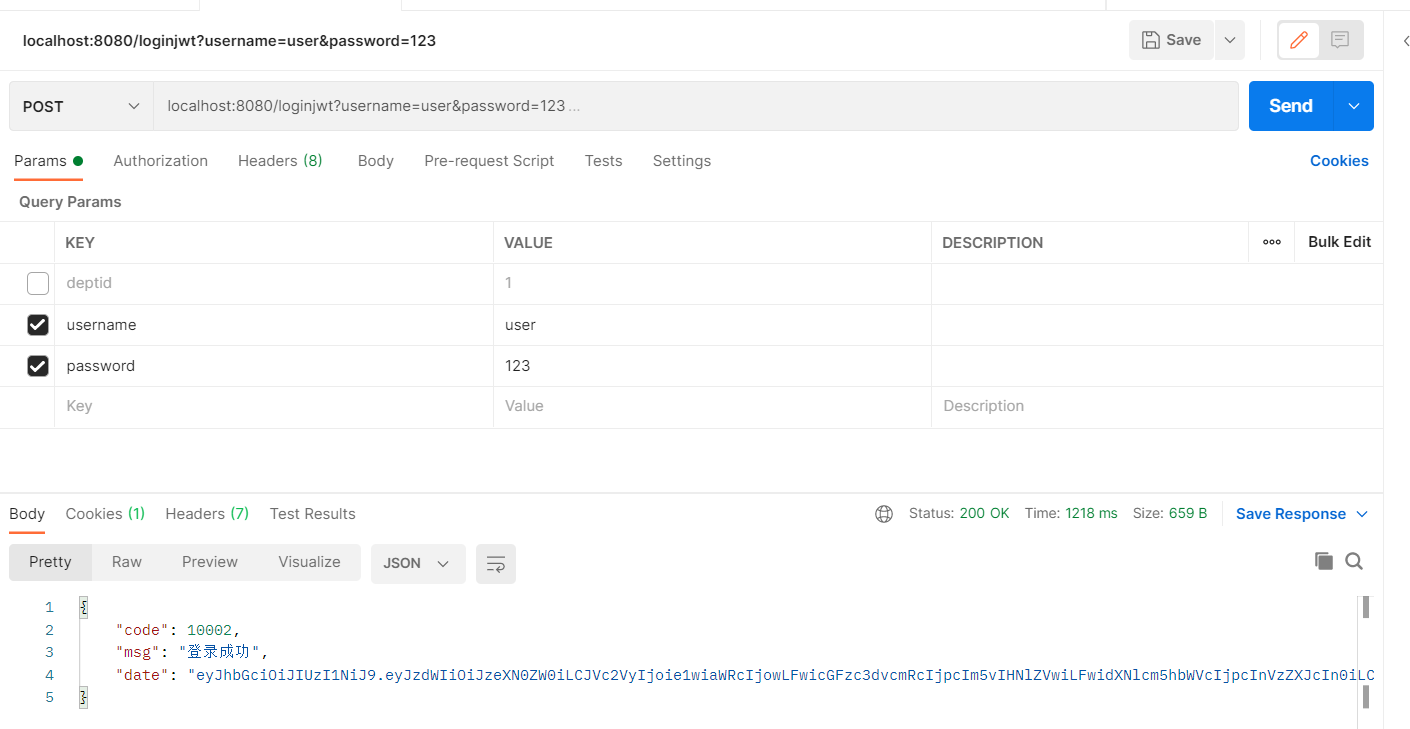 localhost:8080/loginjwt?username=user&password=123
Save
POST
localhost:8080/loginjwt?username=user&password=123 ...
Send
Params
Authorization
Headers (8)
Body
Pre-request Script
Tests
Settings
Cookies
Query Params
KEY VALUE DESCRIPTION ooo Bulk Edit
deptid 1
username user
password 123
Key Value Description
Body Cookies (1) Headers (7) Test Results Status: 200 OK Time: 1218 ms Size: 659 B Save Response
Pretty Raw Preview Visualize JSON
1 {
2 "code": 10002,
3 "msg": "登录成功",
4 "date": "eyJhbGciOiJIUzI1NiJ9.eyJzdWIiOiJzeXN0ZW0iLCJVc2VyIjoie1wiaWRcIjowLFwicGFzc3dvcmRcIjpcIm5vIHNlZVwiLFwidXNlcm5hbWVcIjpcInVzZXJcIn0iLC
5 }